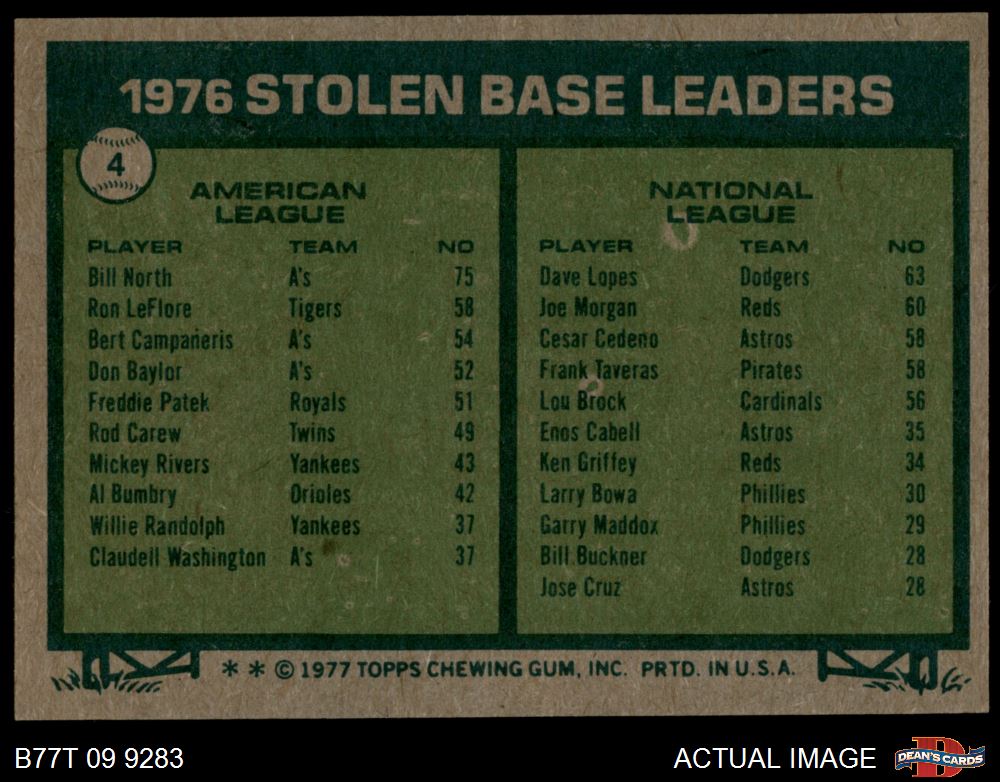 1976 STOLEN BASE LEADERS
4
AMERICAN
LEAGUE
PLAYER TEAM NO
Bill North A's 75
Ron LeFlore Tigers 58
Bert Campaneris A's 54
Don Baylor A's 52
Freddie Patek Royals 51
Rod Carew Twins 49
Mickey Rivers Yankees 43
Al Bumbry Orioles 42
Willie Randolph Yankees 37
Claudell Washington A's 37
NATIONAL
LEAGUE
PLAYER TEAM NO
Dave Lopes Dodgers 63
Joe Morgan Reds 60
Cesar Cedeno Astros 58
Frank Taveras Pirates 58
Lou Brock Cardinals 56
Enos Cabell Astros 35
Ken Griffey Reds 34
Larry Bowa Phillies 30
Garry Maddox Phillies 29
Bill Buckner Dodgers 28
Jose Cruz Astros 28
* * © 1977 TOPPS CHEWING GUM, INC. PRTD. IN U.S.A.
B77T 09 9283
ACTUAL IMAGE
D
DEAN'S CARDS